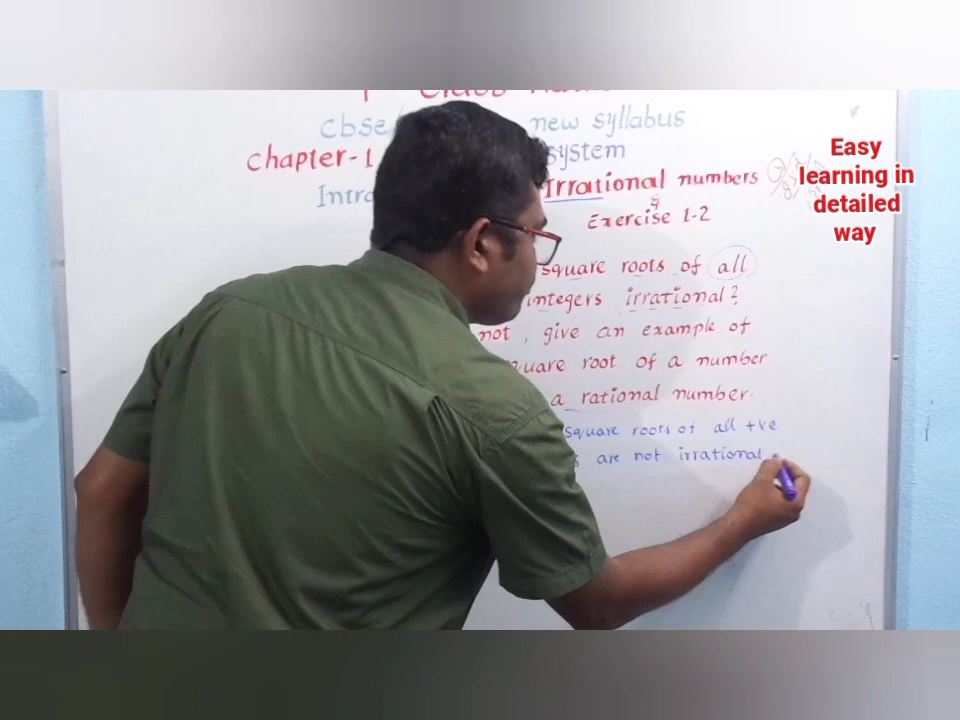 cbse/ new syllabus
chapter-1 system
Irrational numbers
Exercise 1-2
square roots of all
integers irrational?
not, give an example of
square root of a number
a rational number.
square roots of all +ve
are not irrational
Easy
learning in
detailed
way